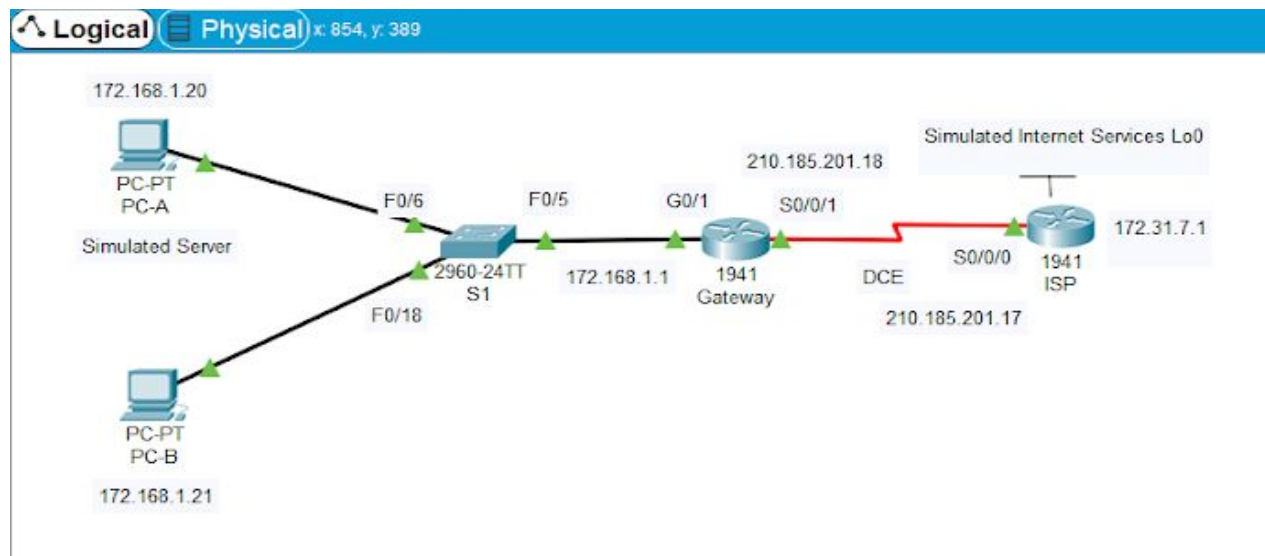 Logical Physical x: 854, y: 389
172.168.1.20
PC-PT
PC-A
Simulated Server
F0/6
F0/5
2960-24TT
S1
F0/18
PC-PT
PC-B
172.168.1.21
172.168.1.1
G0/1
1941
Gateway
210.185.201.18
S0/0/1
DCE
210.185.201.17
Simulated Internet Services Lo0
S0/0/0
1941
ISP
172.31.7.1